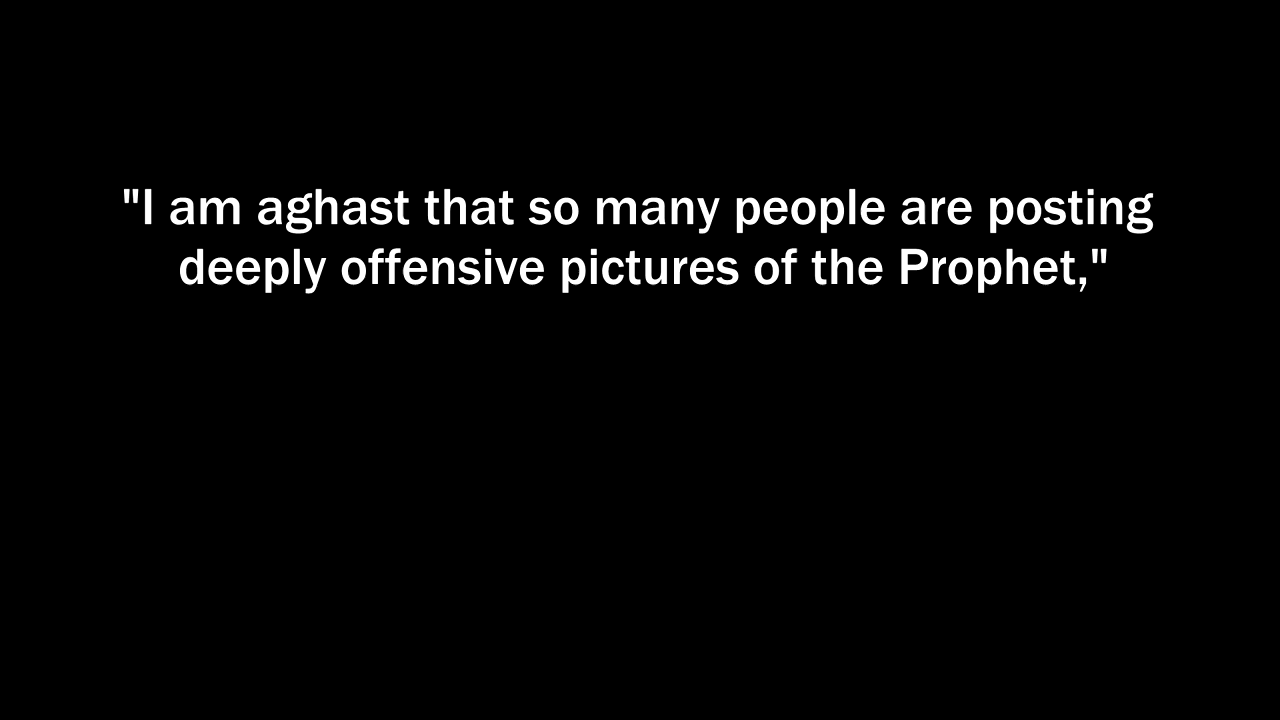 "I am aghast that so many people are posting
deeply offensive pictures of the Prophet,"